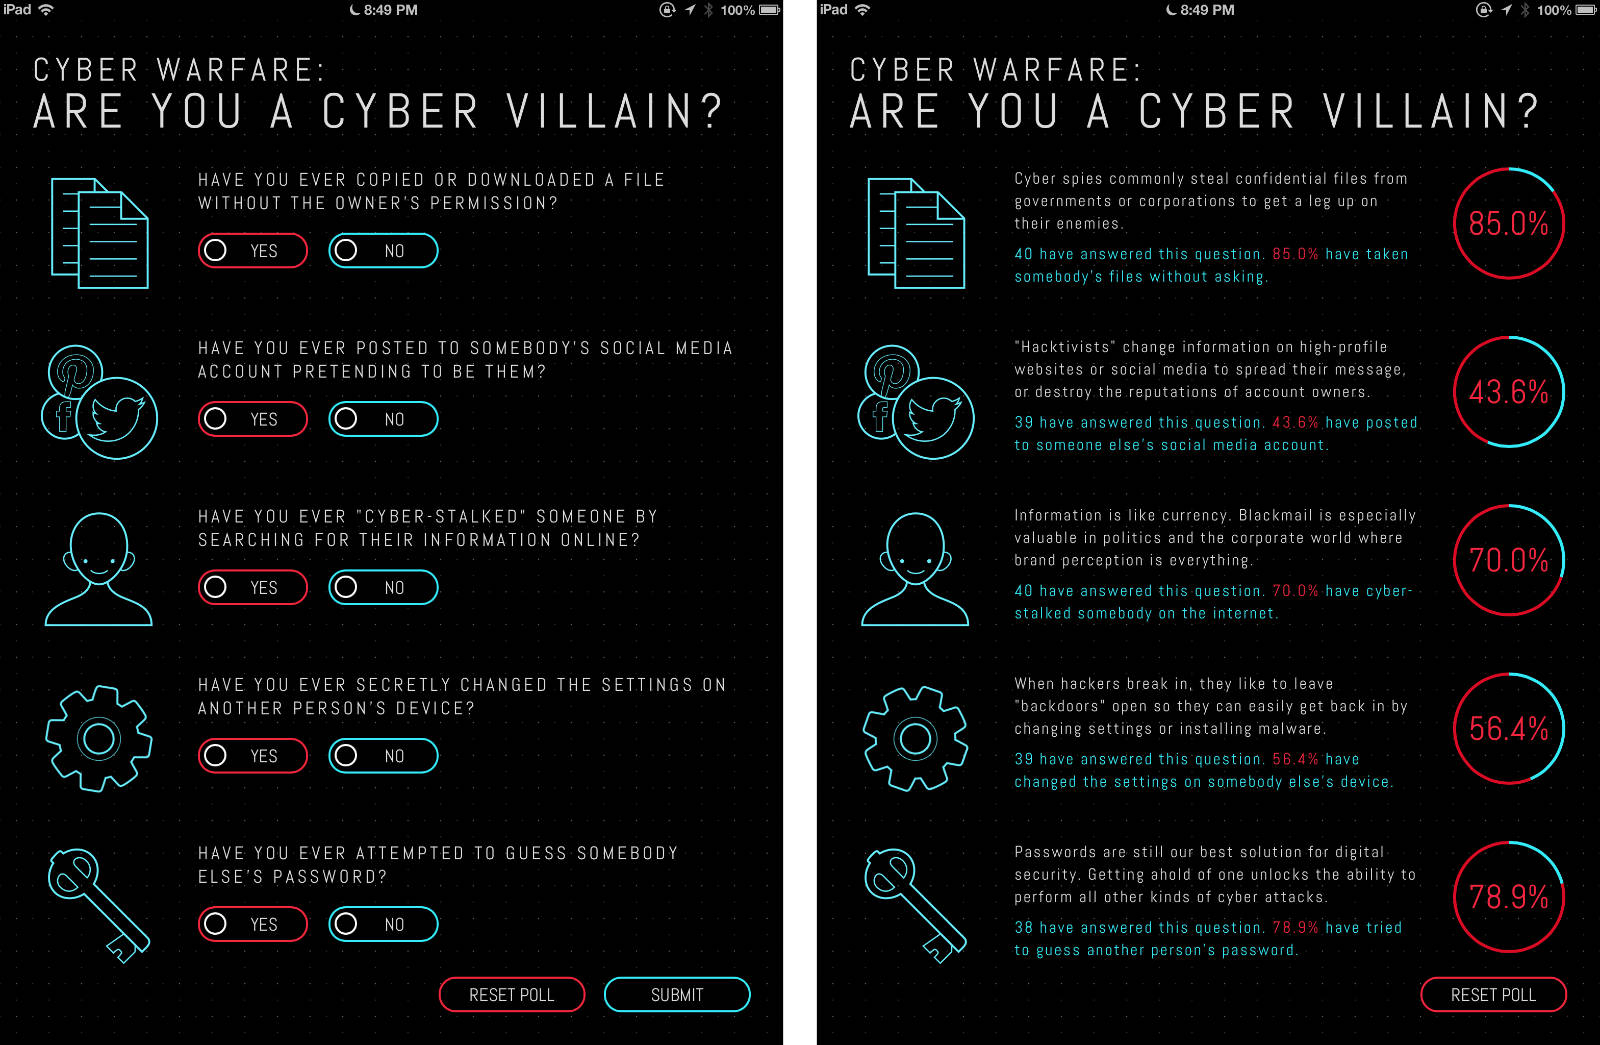 iPad 8:49 PM 100%
CYBER WARFARE:
ARE YOU A CYBER VILLAIN?
HAVE YOU EVER COPIED OR DOWNLOADED A FILE
WITHOUT THE OWNER'S PERMISSION?
YES NO
HAVE YOU EVER POSTED TO SOMEBODY'S SOCIAL MEDIA
ACCOUNT PRETENDING TO BE THEM?
YES NO
HAVE YOU EVER "CYBER-STALKED" SOMEONE BY
SEARCHING FOR THEIR INFORMATION ONLINE?
YES NO
HAVE YOU EVER SECRETLY CHANGED THE SETTINGS ON
ANOTHER PERSON'S DEVICE?
YES NO
HAVE YOU EVER ATTEMPTED TO GUESS SOMEBODY
ELSE'S PASSWORD?
YES NO
RESET POLL SUBMIT
iPad 8:49 PM 100%
CYBER WARFARE:
ARE YOU A CYBER VILLAIN?
Cyber spies commonly steal confidential files from
governments or corporations to get a leg up on
their enemies.
40 have answered this question. 85.0% have taken
somebody's files without asking.
85.0%
"Hacktivists" change information on high-profile
websites or social media to spread their message,
or destroy the reputations of account owners.
39 have answered this question. 43.6% have posted
to someone else's social media account.
43.6%
Information is like currency. Blackmail is especially
valuable in politics and the corporate world where
brand perception is everything.
40 have answered this question. 70.0% have cyber-
stalked somebody on the internet.
70.0%
When hackers break in, they like to leave
"backdoors" open so they can easily get back in by
changing settings or installing malware.
39 have answered this question. 56.4% have
changed the settings on somebody else's device.
56.4%
Passwords are still our best solution for digital
security. Getting ahold of one unlocks the ability to
perform all other kinds of cyber attacks.
38 have answered this question. 78.9% have tried
to guess another person's password.
78.9%
RESET POLL